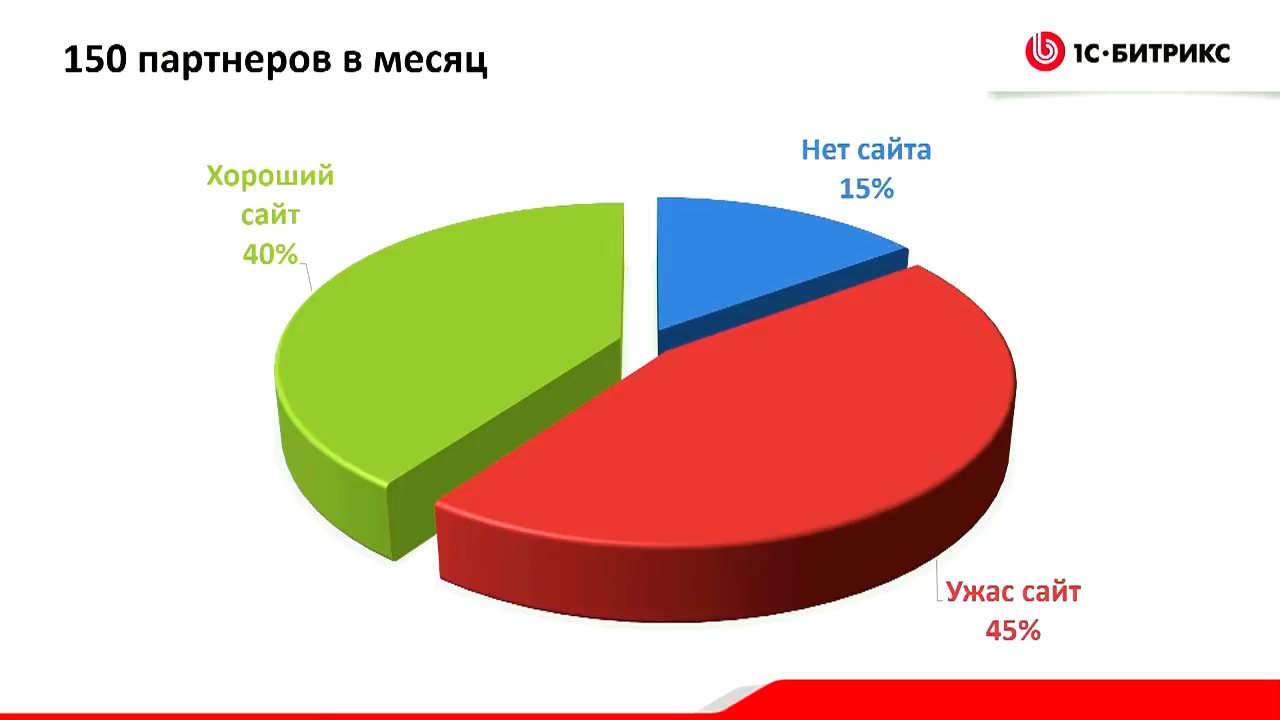 150 партнеров в месяц
1С·БИТРИКС
Нет сайта
15%
Хороший
сайт
40%
Ужас сайт
45%